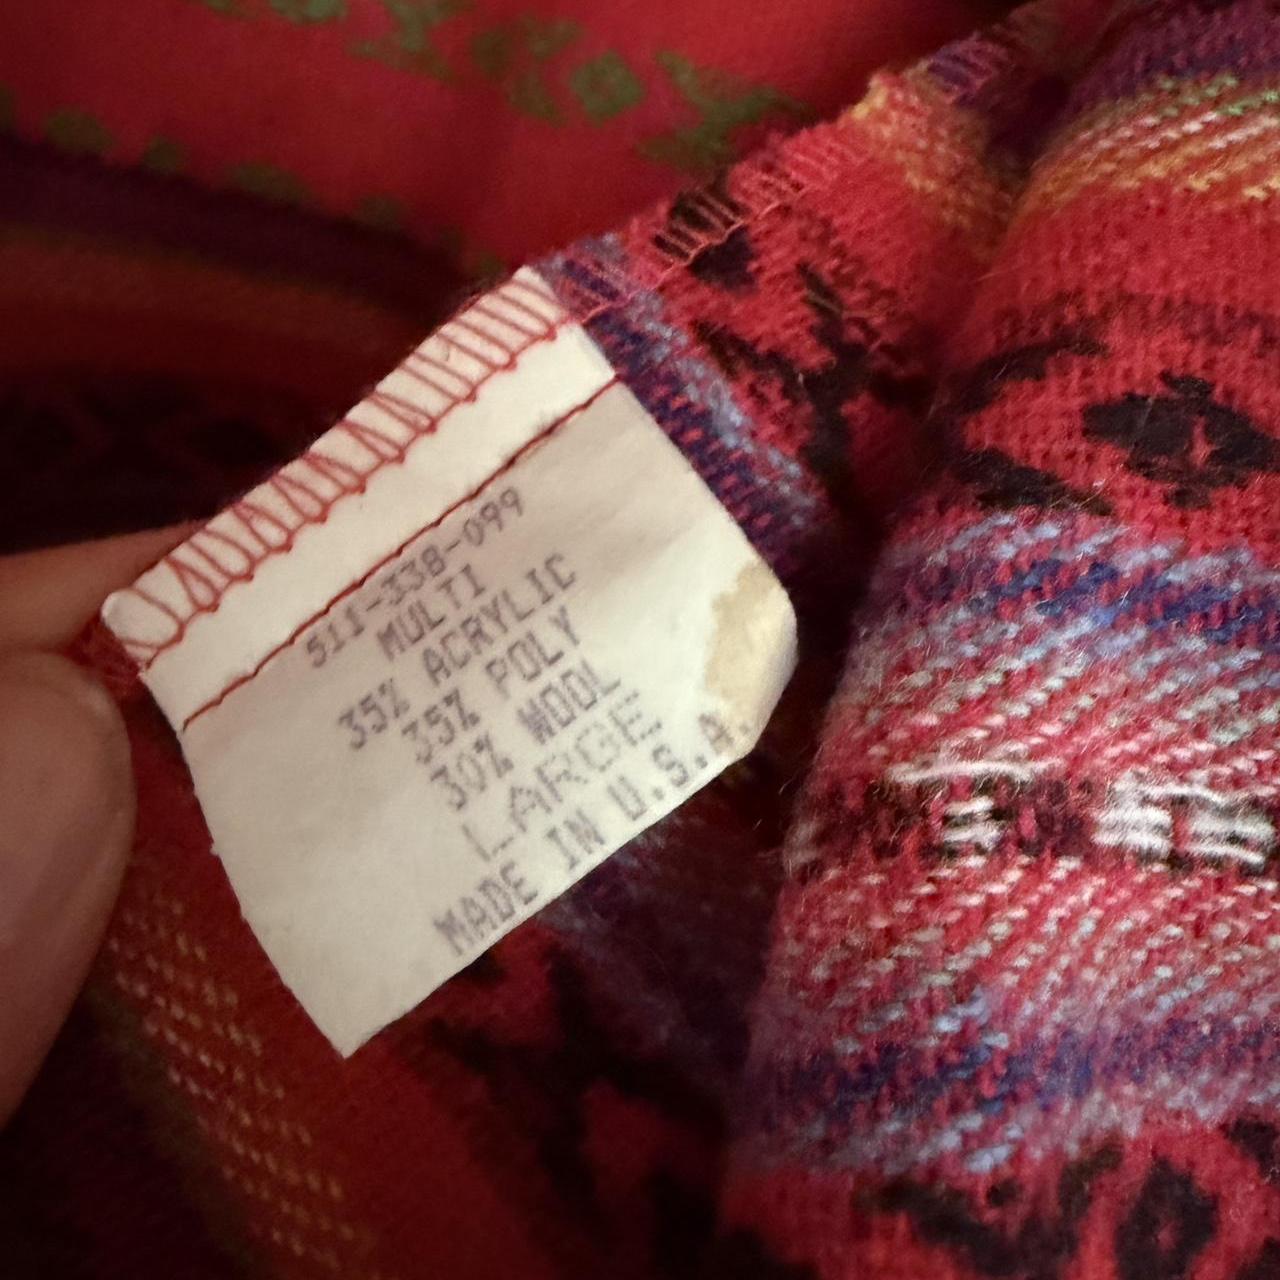 511-338-099
MULTI
35% ACRYLIC
35% POLY
30% WOOL
LARGE
MADE IN U.S.A.